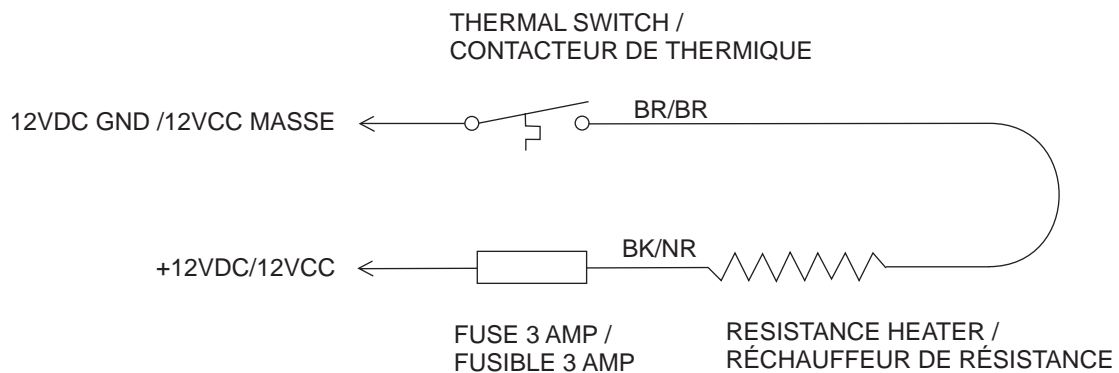 THERMAL SWITCH /
CONTACTEUR DE THERMIQUE
12VDC GND /12VCC MASSE
BR/BR
+12VDC/12VCC
BK/NR
FUSE 3 AMP /
FUSIBLE 3 AMP
RESISTANCE HEATER /
RÉCHAUFFEUR DE RÉSISTANCE